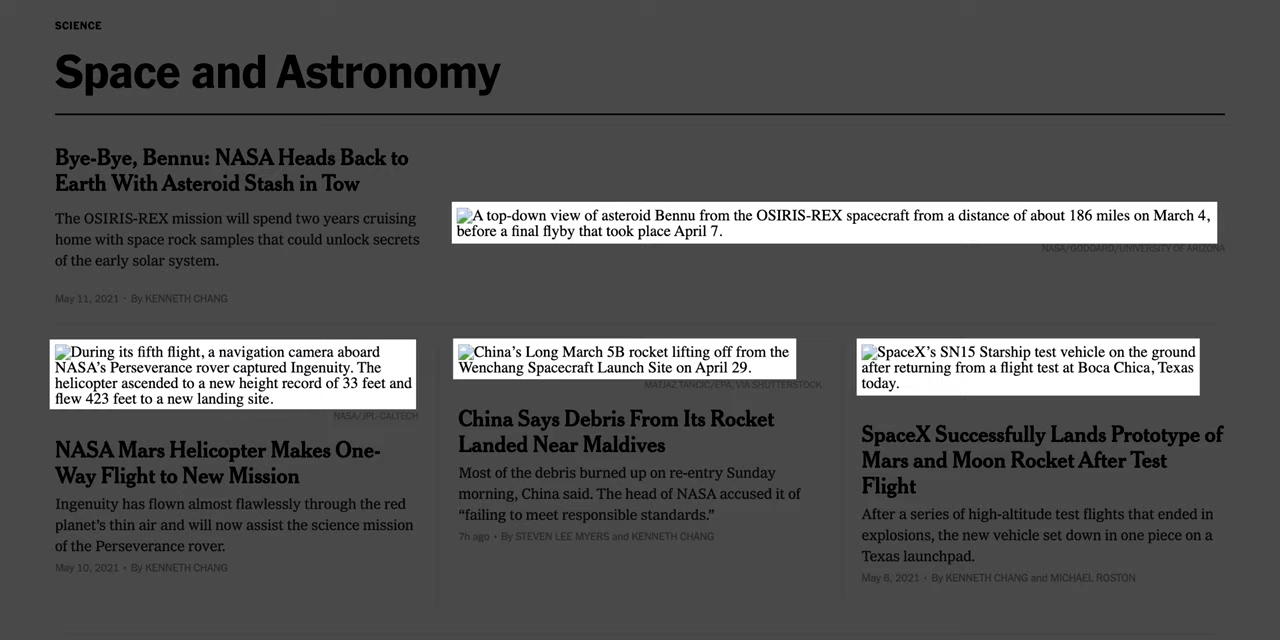 SCIENCE
Space and Astronomy
Bye-Bye, Bennu: NASA Heads Back to
Earth With Asteroid Stash in Tow
The OSIRIS-REX mission will spend two years cruising
home with space rock samples that could unlock secrets
of the early solar system.
May 11, 2021 · By KENNETH CHANG
A top-down view of asteroid Bennu from the OSIRIS-REX spacecraft from a distance of about 186 miles on March 4,
before a final flyby that took place April 7.
NASA/GODDARD/UNIVERSITY OF ARIZONA
During its fifth flight, a navigation camera aboard
NASA’s Perseverance rover captured Ingenuity. The
helicopter ascended to a new height record of 33 feet and
flew 423 feet to a new landing site.
NASA/JPL-CALTECH
NASA Mars Helicopter Makes One-
Way Flight to New Mission
Ingenuity has flown almost flawlessly through the red
planet’s thin air and will now assist the science mission
of the Perseverance rover.
May 10, 2021 · By KENNETH CHANG
China’s Long March 5B rocket lifting off from the
Wenchang Spacecraft Launch Site on April 29.
MATJAZ TANCIC/EPA, VIA SHUTTERSTOCK
China Says Debris From Its Rocket
Landed Near Maldives
Most of the debris burned up on re-entry Sunday
morning, China said. The head of NASA accused it of
“failing to meet responsible standards.”
7h ago · By STEVEN LEE MYERS and KENNETH CHANG
SpaceX’s SN15 Starship test vehicle on the ground
after returning from a flight test at Boca Chica, Texas
today.
SpaceX Successfully Lands Prototype of
Mars and Moon Rocket After Test
Flight
After a series of high-altitude test flights that ended in
explosions, the new vehicle set down in one piece on a
Texas launchpad.
May 6, 2021 · By KENNETH CHANG and MICHAEL ROSTON